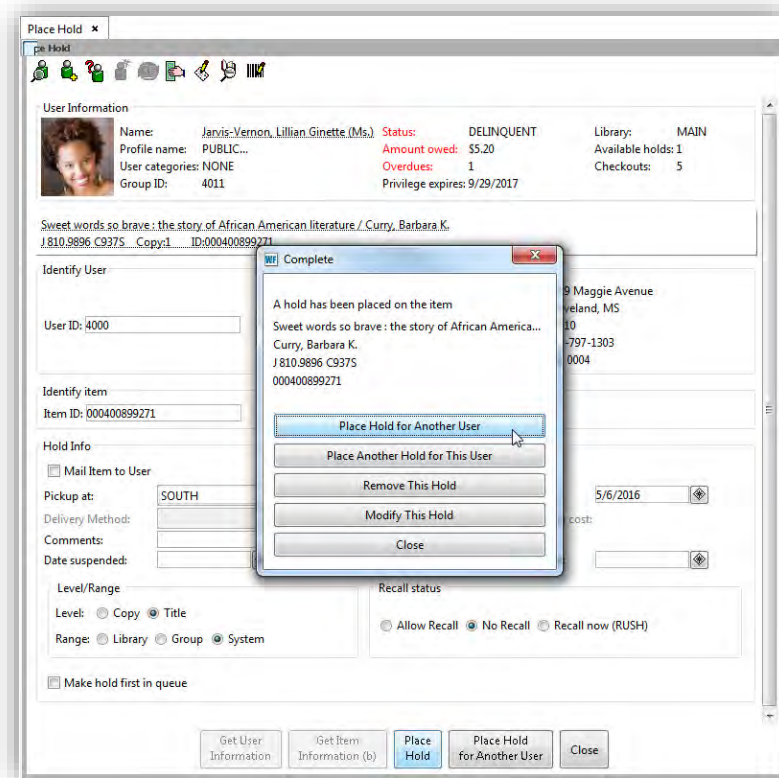 Place Hold ×
ce Hold
User Information
Name: Jarvis-Vernon, Lillian Ginette (Ms.) Status: DELINQUENT Library: MAIN
Profile name: PUBLIC... Amount owed: $5.20 Available holds: 1
User categories: NONE Overdues: 1 Checkouts: 5
Group ID: 4011 Privilege expires: 9/29/2017
Sweet words so brave : the story of African American literature / Curry, Barbara K.
J 810.9896 C937S Copy:1 ID:000400899271
Identify User
User ID: 4000
9 Maggie Avenue
veland, MS
10
-797-1303
0004
Identify item
Item ID: 000400899271
Hold Info
Mail Item to User
Pickup at: SOUTH 5/6/2016
Delivery Method: cost:
Comments:
Date suspended:
Level/Range
Level: Copy Title
Range: Library Group System
Recall status
Allow Recall No Recall Recall now (RUSH)
Make hold first in queue
WF Complete
A hold has been placed on the item
Sweet words so brave : the story of African America...
Curry, Barbara K.
J 810.9896 C937S
000400899271
Place Hold for Another User
Place Another Hold for This User
Remove This Hold
Modify This Hold
Close
Get User Information
Get Item Information (b)
Place Hold
Place Hold for Another User
Close